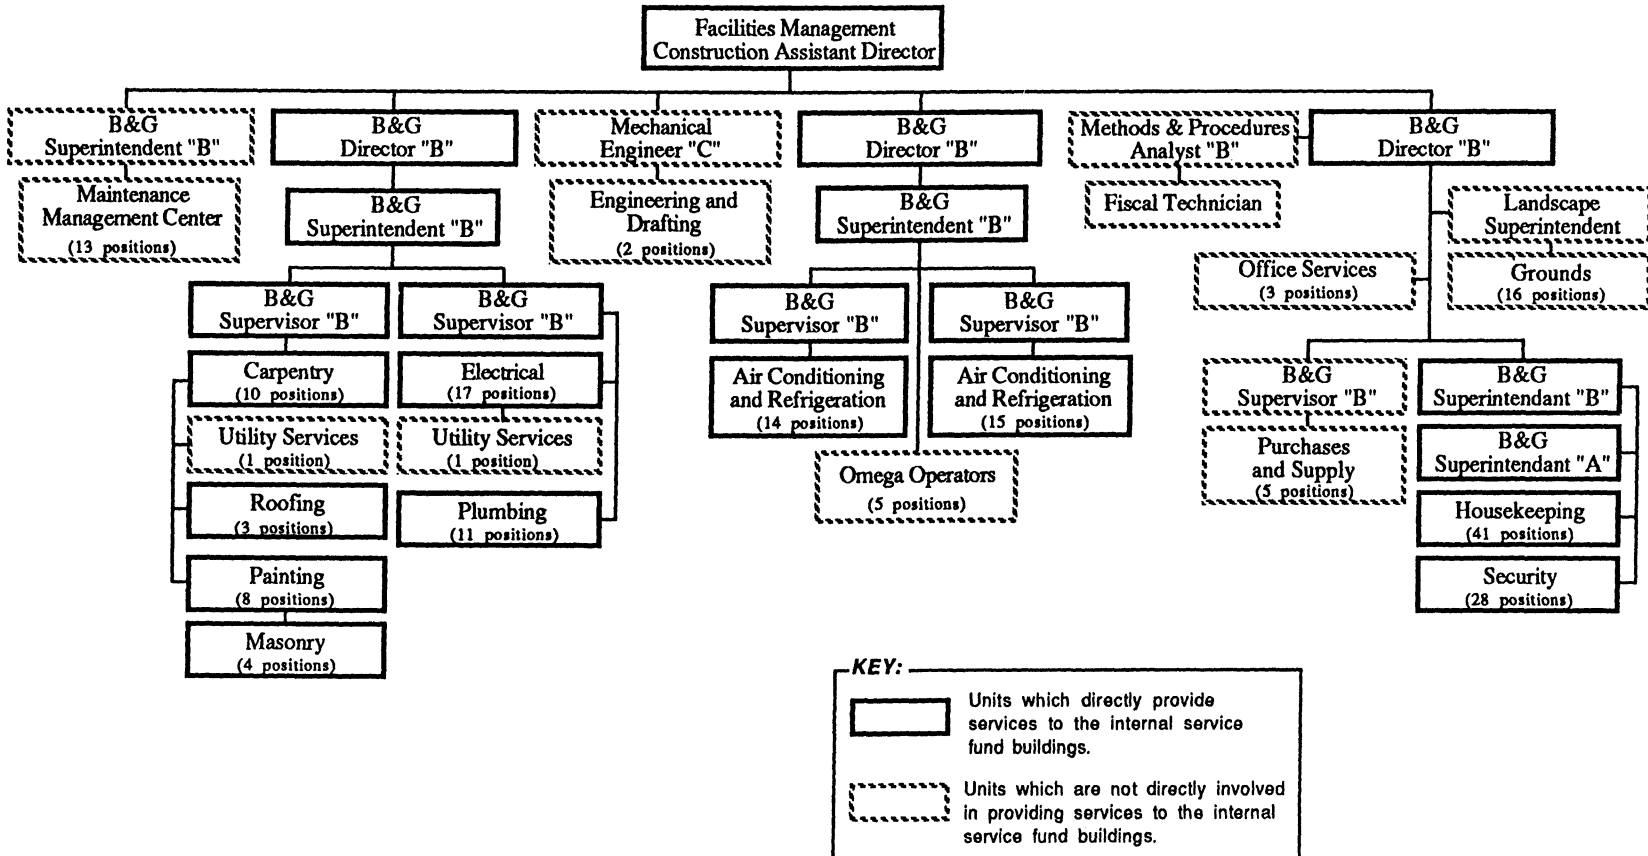 Facilities Management
Construction Assistant Director
B&G
Superintendent "B"
Maintenance
Management Center
(13 positions)
B&G
Director "B"
B&G
Superintendent "B"
B&G
Supervisor "B"
Carpentry
(10 positions)
Utility Services
(1 position)
Roofing
(3 positions)
Painting
(8 positions)
Masonry
(4 positions)
B&G
Supervisor "B"
Electrical
(17 positions)
Utility Services
(1 position)
Plumbing
(11 positions)
Mechanical
Engineer "C"
Engineering and
Drafting
(2 positions)
B&G
Director "B"
B&G
Superintendent "B"
B&G
Supervisor "B"
Air Conditioning
and Refrigeration
(14 positions)
B&G
Supervisor "B"
Air Conditioning
and Refrigeration
(15 positions)
Omega Operators
(5 positions)
Methods & Procedures
Analyst "B"
Fiscal Technician
B&G
Director "B"
Landscape
Superintendent
Grounds
(16 positions)
Office Services
(3 positions)
B&G
Supervisor "B"
Purchases
and Supply
(5 positions)
B&G
Superintendant "B"
B&G
Superintendant "A"
Housekeeping
(41 positions)
Security
(28 positions)
KEY:
Units which directly provide
services to the internal service
fund buildings.
Units which are not directly involved
in providing services to the internal
service fund buildings.